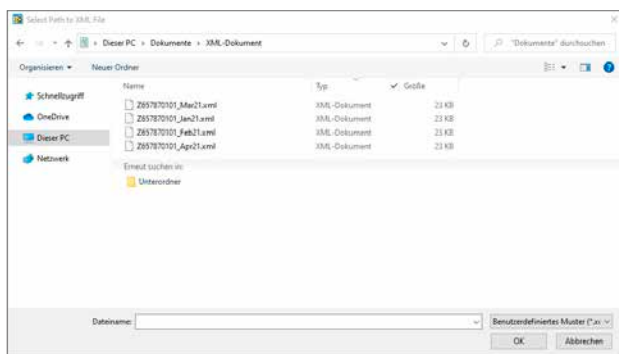 Select Path to XML File
Dieser PC › Dokumente › XML-Dokument
"Dokumente" durchsuchen
Organisieren
Neuer Ordner
Name Typ Größe
Schnellzugriff
OneDrive
Dieser PC
Netzwerk
Z657870101_Mar21.xml XML-Dokument 23 KB
Z657870101_Jan21.xml XML-Dokument 23 KB
Z657870101_Feb21.xml XML-Dokument 23 KB
Z657870101_Apr21.xml XML-Dokument 23 KB
Erneut suchen in:
Unterordner
Dateiname:
Benutzerdefiniertes Muster (*.x
OK Abbrechen